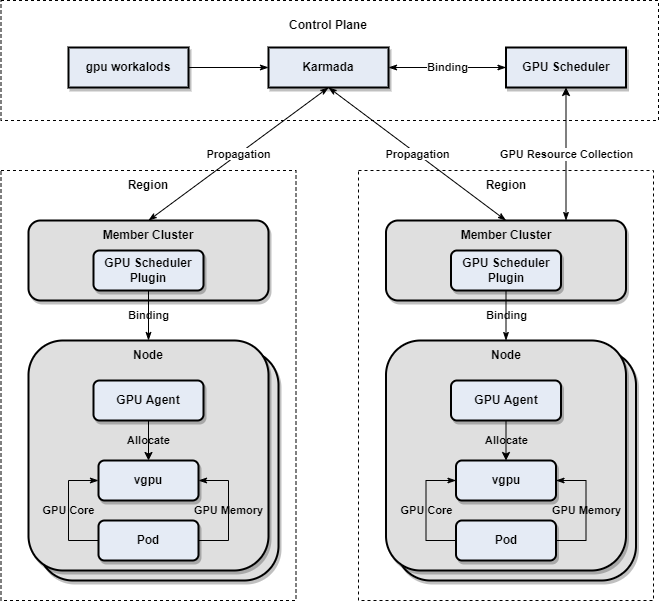 Control Plane
gpu workalods
Karmada
Binding
GPU Scheduler
Propagation
Propagation
GPU Resource Collection
Region
Region
Member Cluster
GPU Scheduler
Plugin
Member Cluster
GPU Scheduler
Plugin
Binding
Binding
Node
GPU Agent
Allocate
vgpu
GPU Core
GPU Memory
Pod
Node
GPU Agent
Allocate
vgpu
GPU Core
GPU Memory
Pod